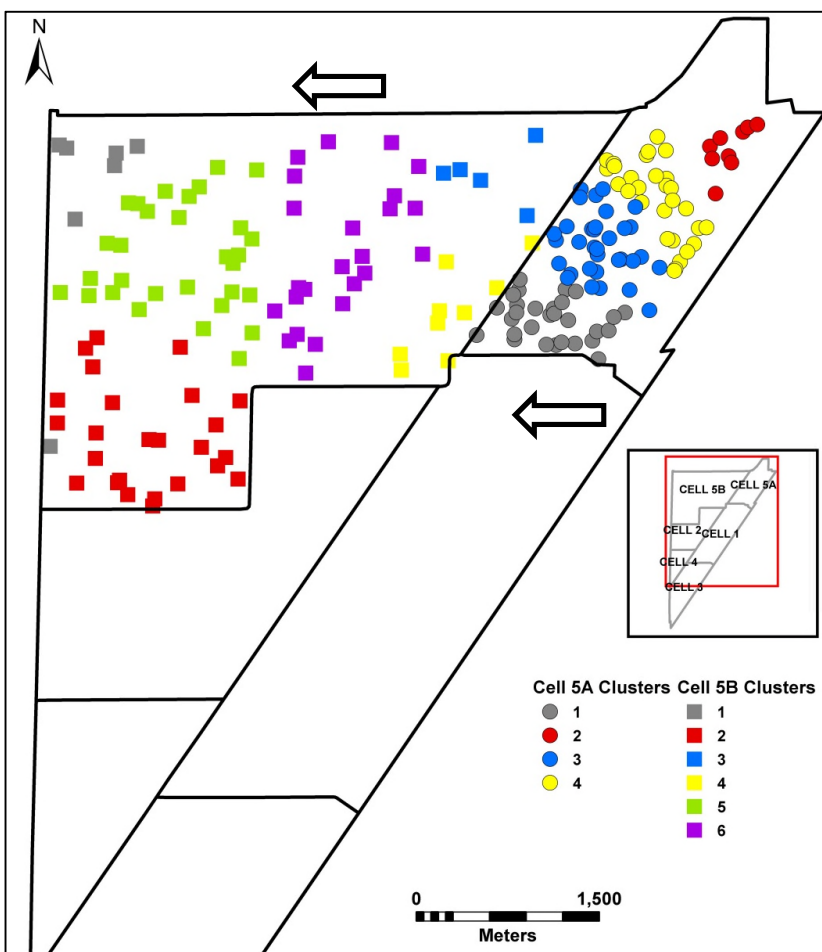 N
CELL 5B
CELL 5A
CELL 2
CELL 1
CELL 4
CELL 3
Cell 5A Clusters
1
2
3
4
Cell 5B Clusters
1
2
3
4
5
6
0 1,500
Meters